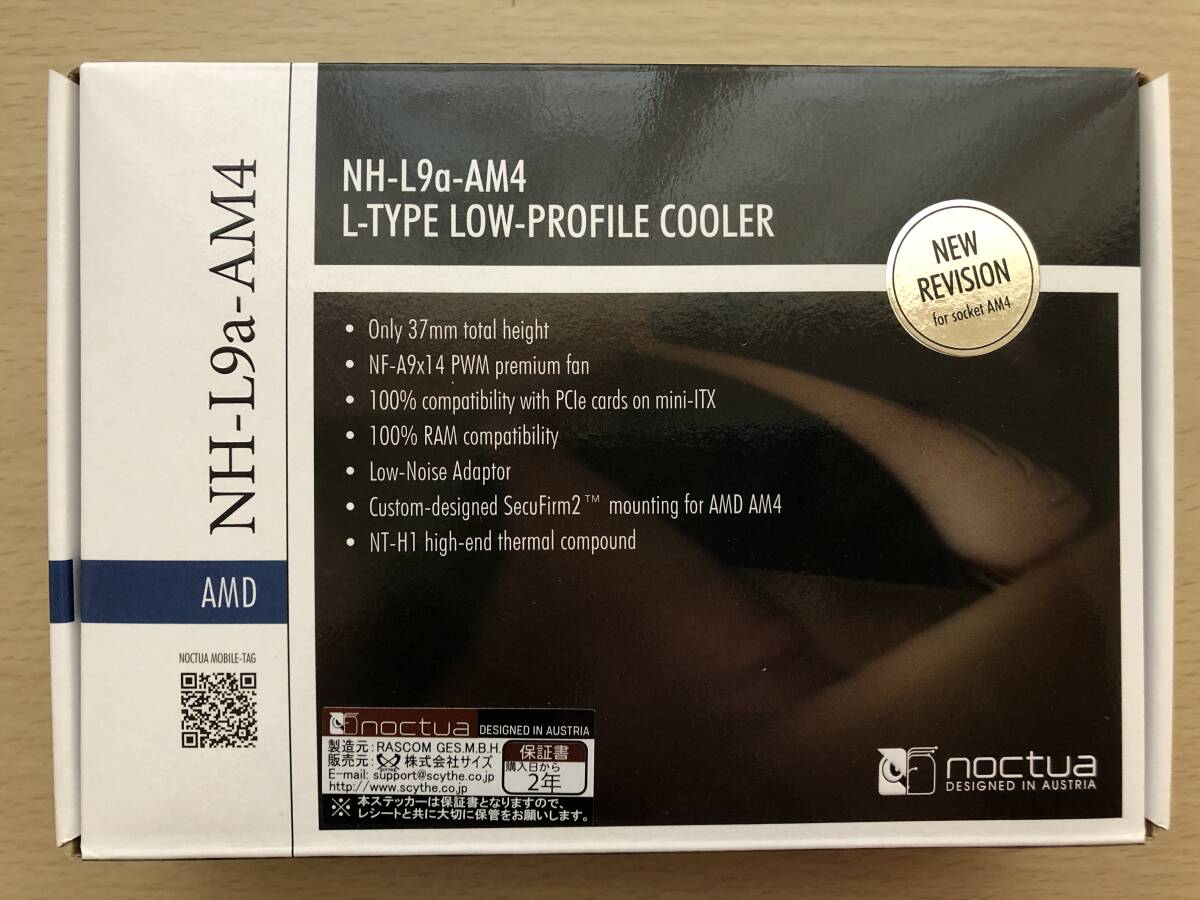 NH-L9a-AM4
AMD
NOCTUA MOBILE-TAG
NH-L9a-AM4
L-TYPE LOW-PROFILE COOLER
NEW
REVISION
for socket AM4
• Only 37mm total height
• NF-A9x14 PWM premium fan
• 100% compatibility with PCIe cards on mini-ITX
• 100% RAM compatibility
• Low-Noise Adaptor
• Custom-designed SecuFirm2™ mounting for AMD AM4
• NT-H1 high-end thermal compound
noctua DESIGNED IN AUSTRIA
製造元:RASCOM GES.M.B.H.
販売元: SCYTHE 株式会社サイズ
E-mail: support@scythe.co.jp
http://www.scythe.co.jp
保証書
購入日から
2年
※ 本ステッカーは保証書となりますので、
レシートと共に大切に保管をお願いします。
noctua
DESIGNED IN AUSTRIA